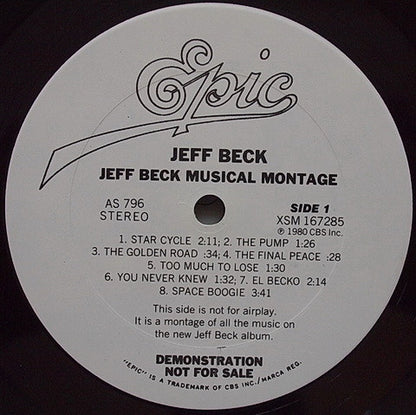 Epic
JEFF BECK
JEFF BECK MUSICAL MONTAGE
AS 796
STEREO
SIDE 1
XSM 167285
℗ 1980 CBS Inc.
1. STAR CYCLE 2:11; 2. THE PUMP 1:26
3. THE GOLDEN ROAD :34; 4. THE FINAL PEACE :28
5. TOO MUCH TO LOSE 1:30
6. YOU NEVER KNEW 1:32; 7. EL BECKO 2:14
8. SPACE BOOGIE 3:41
This side is not for airplay.
It is a montage of all the music on
the new Jeff Beck album.
DEMONSTRATION
NOT FOR SALE
"EPIC" IS A TRADEMARK OF CBS INC./MARCA REG.